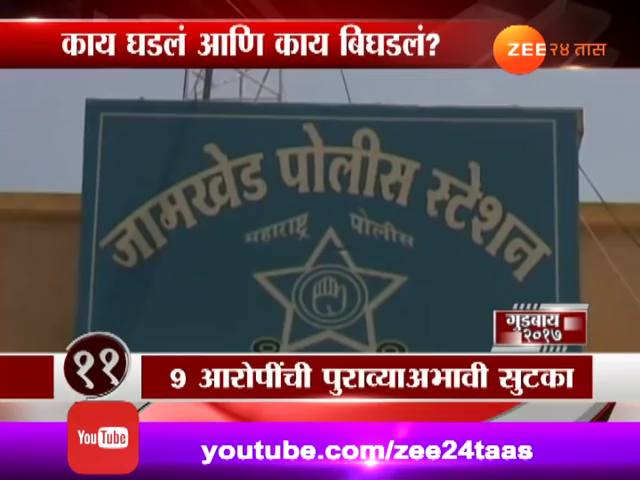 काय घडलं आणि काय बिघडलं?
ZEE २४ तास
जामखेड पोलीस स्टेशन
महाराष्ट्र पोलीस
गुडबाय
२०१७
११
9 आरोपींची पुराव्याअभावी सुटका
YouTube
youtube.com/zee24taas